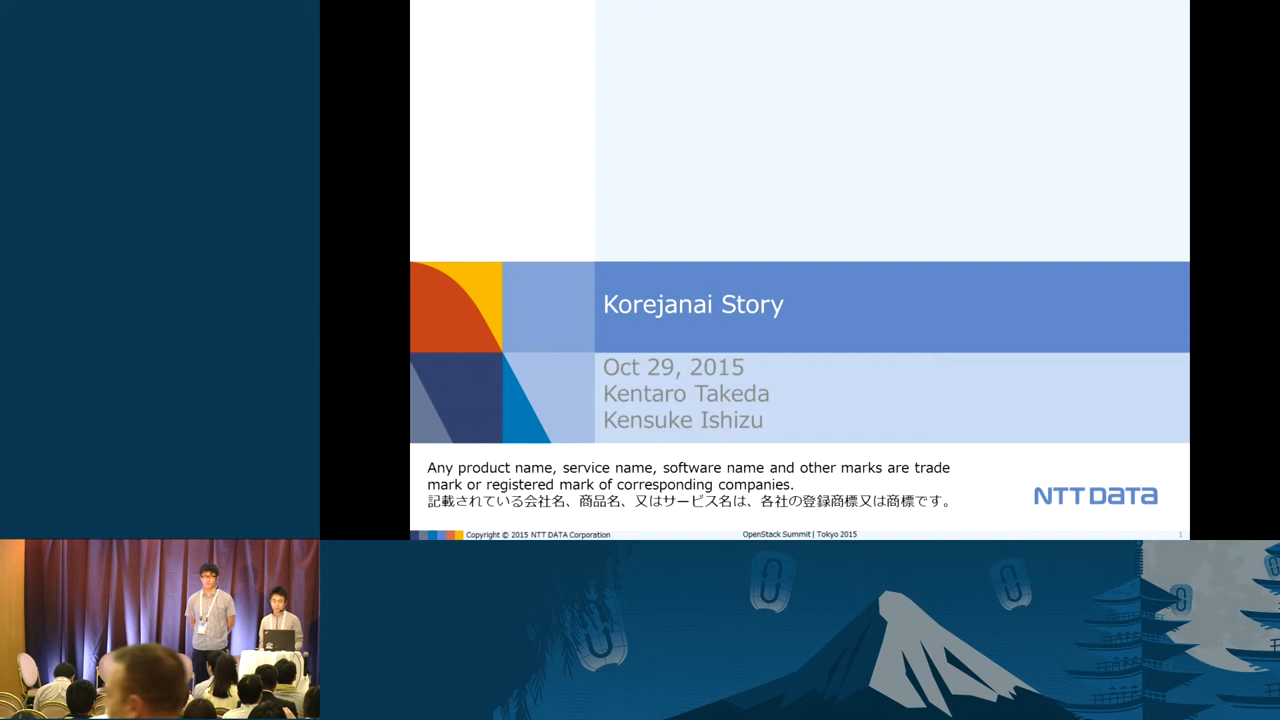 Korejanai Story
Oct 29, 2015
Kentaro Takeda
Kensuke Ishizu
Any product name, service name, software name and other marks are trade
mark or registered mark of corresponding companies.
記載されている会社名、商品名、又はサービス名は、各社の登録商標又は商標です。
NTT DATA
Copyright © 2015 NTT DATA Corporation
OpenStack Summit | Tokyo 2015
1